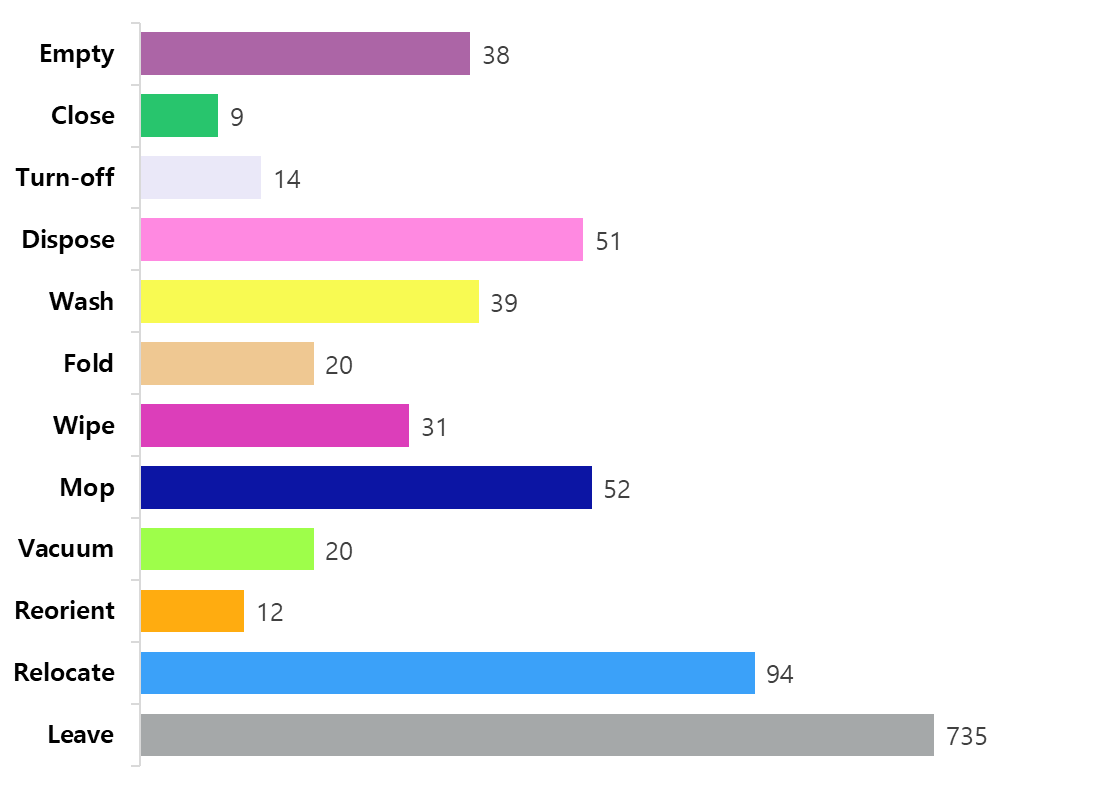 Empty 38
Close 9
Turn-off 14
Dispose 51
Wash 39
Fold 20
Wipe 31
Mop 52
Vacuum 20
Reorient 12
Relocate 94
Leave 735